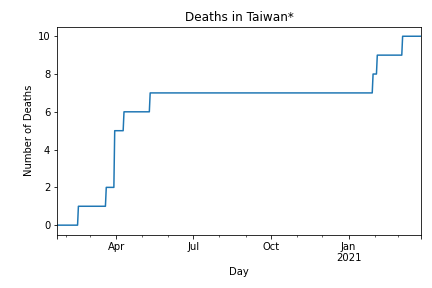 Deaths in Taiwan*
10
8
6
4
2
0
Number of Deaths
Apr
Jul
Oct
Jan
2021
Day